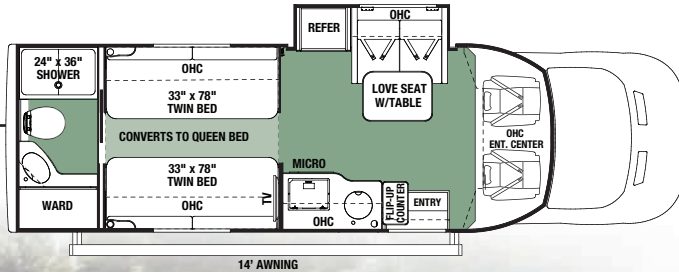 OHC
REFER
24" x 36"
SHOWER
OHC
LOVE SEAT
W/TABLE
33" x 78"
TWIN BED
CONVERTS TO QUEEN BED
OHC
ENT. CENTER
MICRO
33" x 78"
TWIN BED
TV
WARD
OHC
OHC
FLIP-UP
COUNTER
ENTRY
14' AWNING